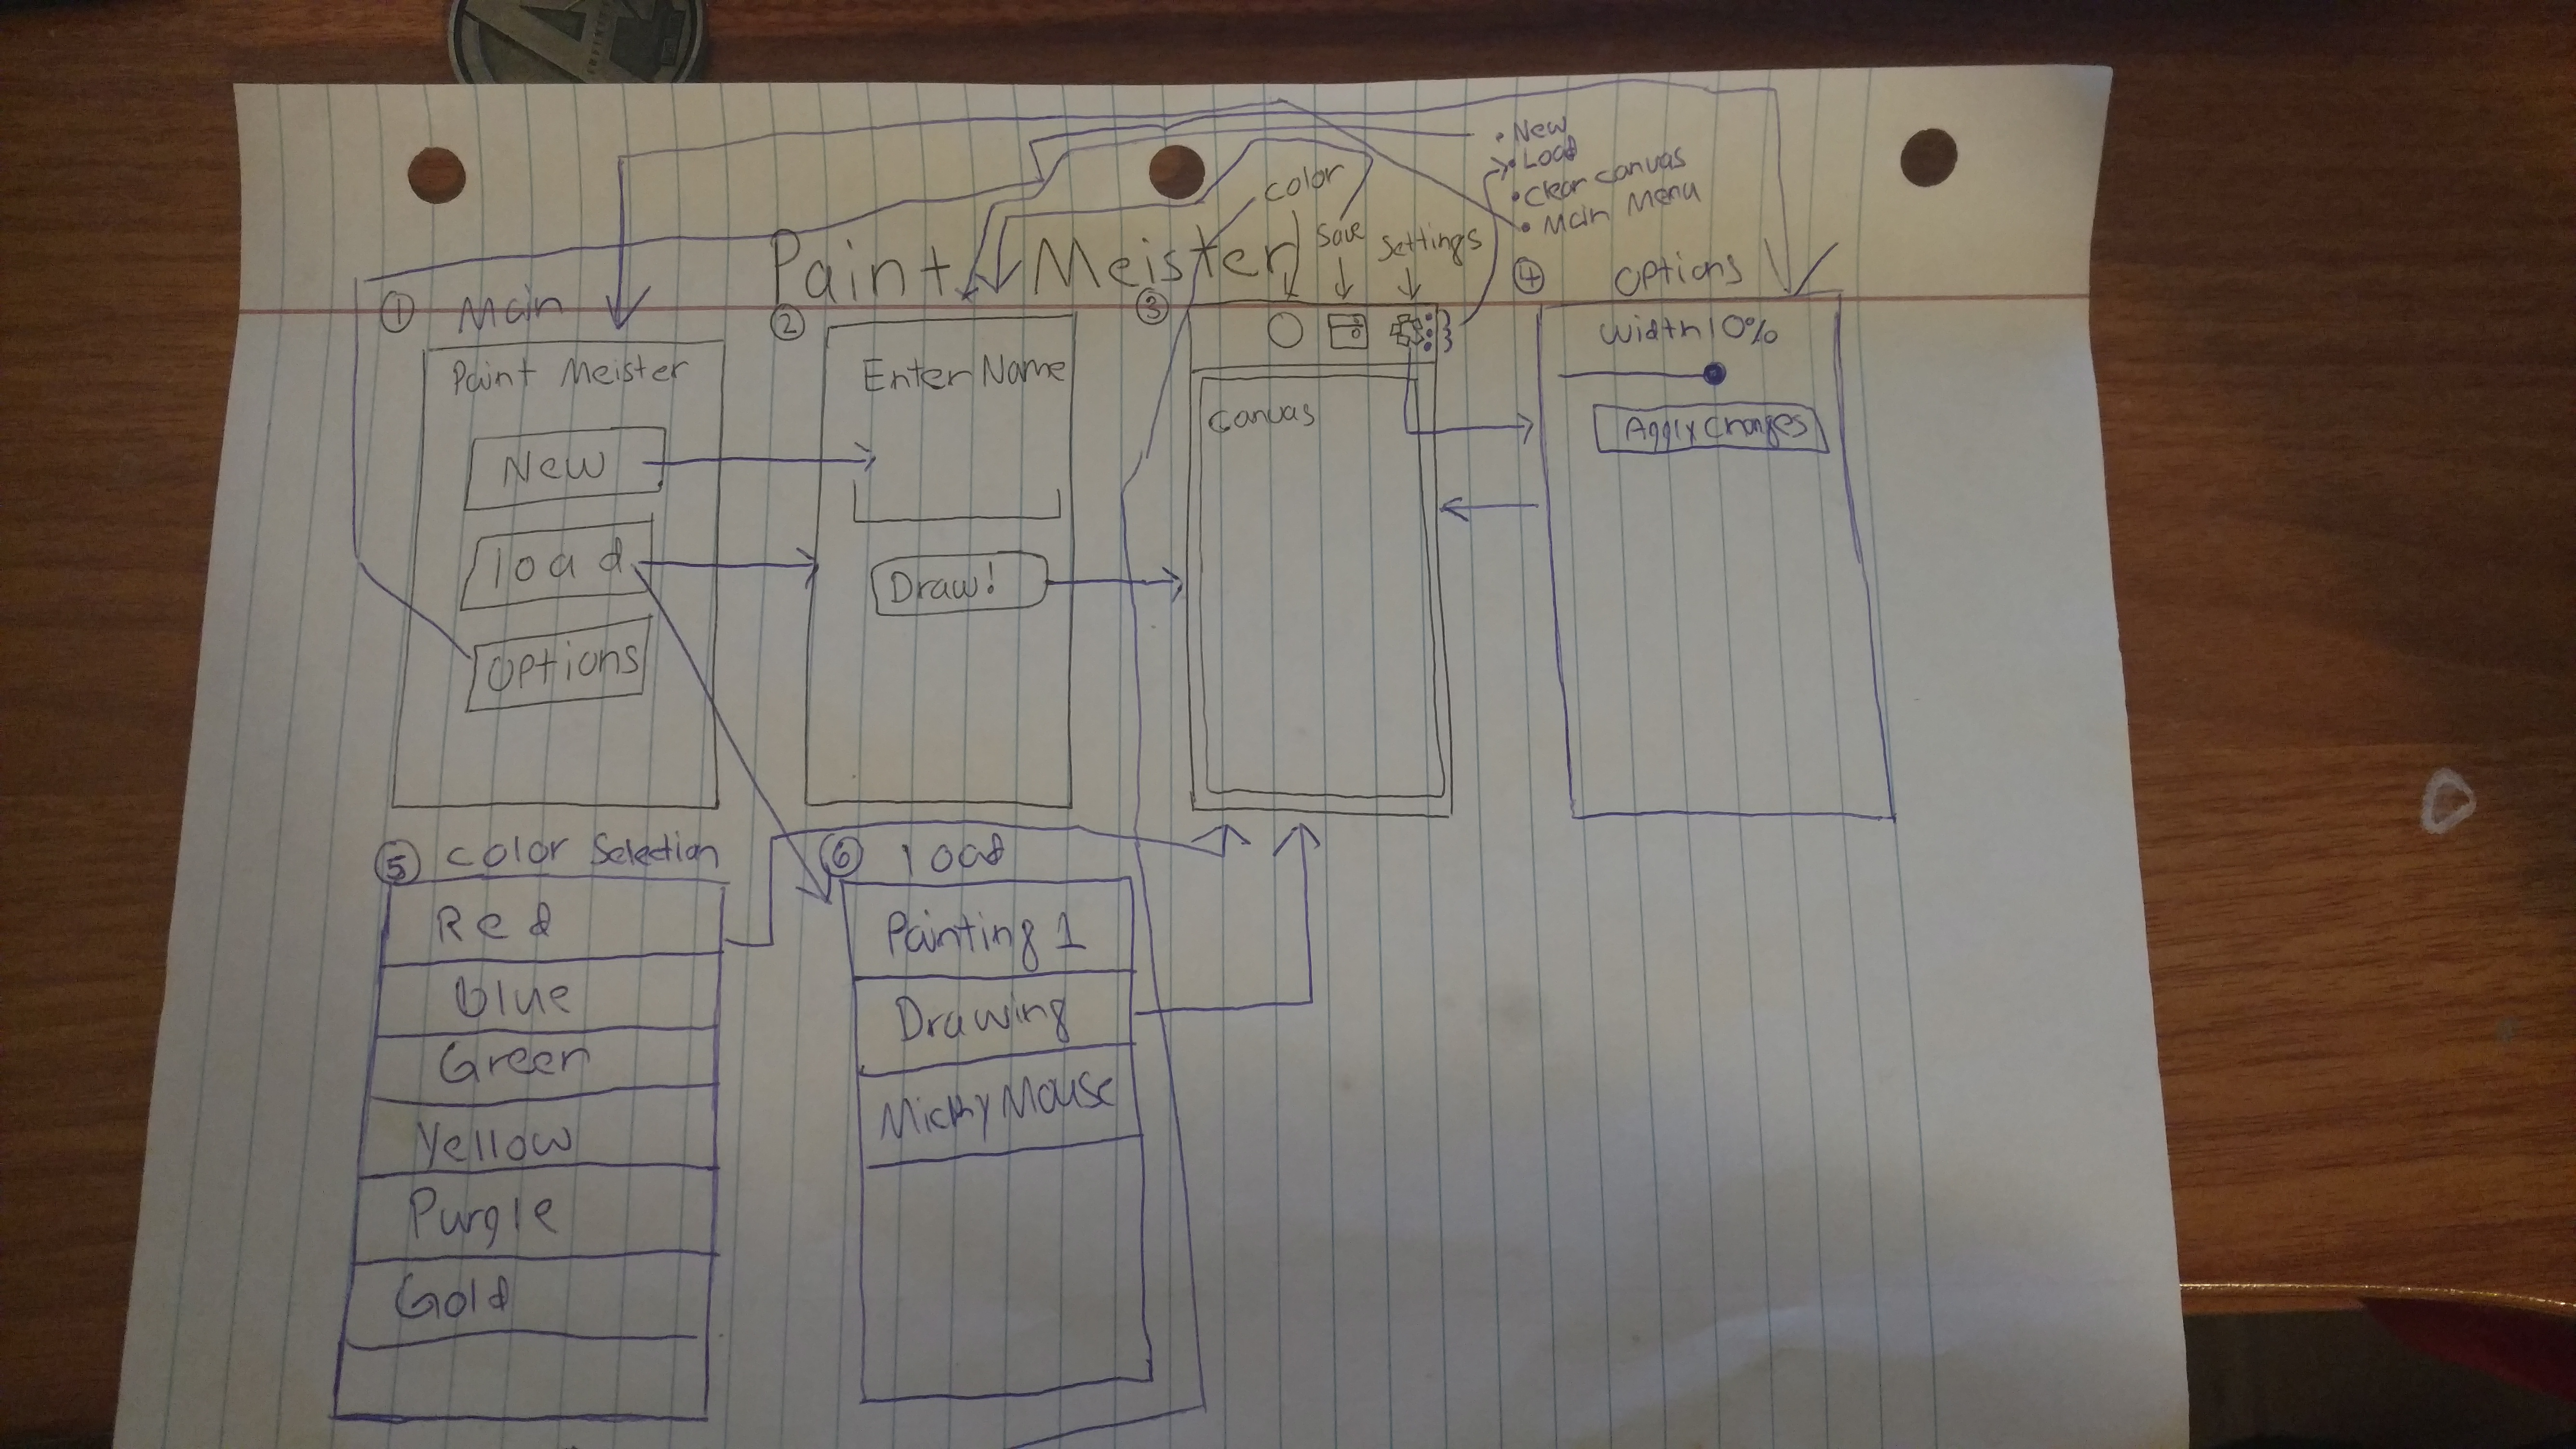 • New
• Load
• Clear canvas
• Main Menu
color
Save
Settings
Paint Meister
① Main
Paint Meister
New
load
Options
②
Enter Name
Draw!
③
Canvas
④ Options
Width 10%
Apply Changes
⑤ Color Selection
Red
blue
Green
Yellow
Purple
Gold
⑥ load
Painting 1
Drawing
Micky Mouse